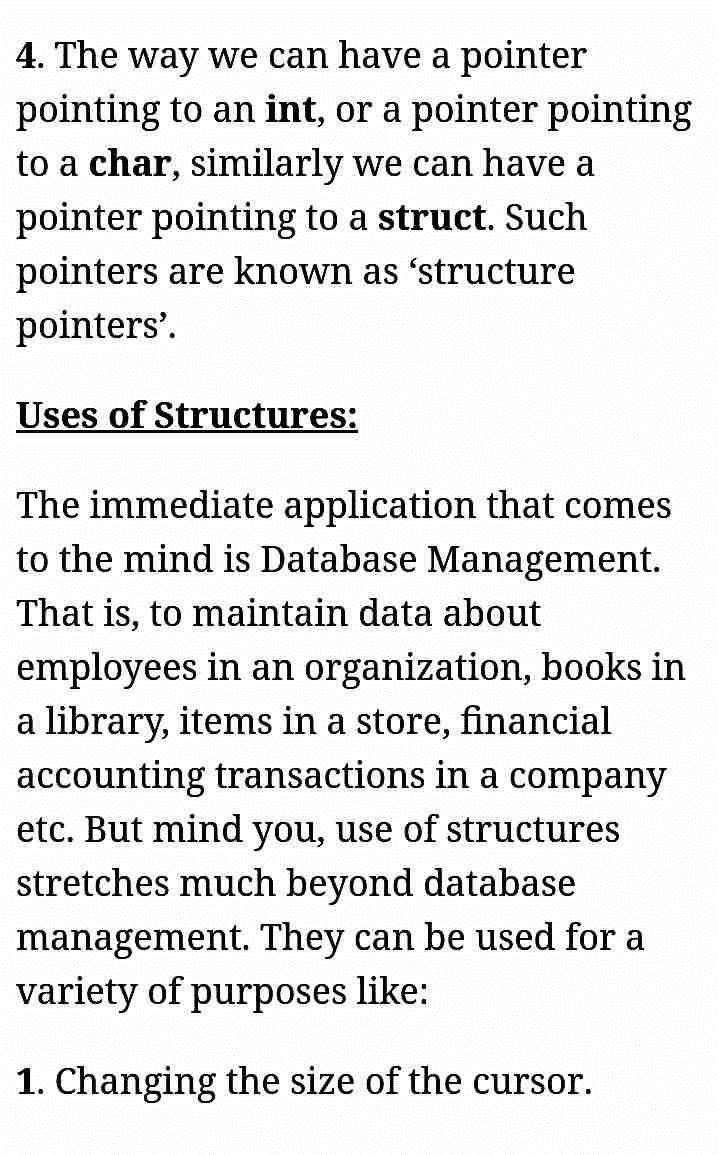 4. The way we can have a pointer
pointing to an int, or a pointer pointing
to a char, similarly we can have a
pointer pointing to a struct. Such
pointers are known as ‘structure
pointers’.
Uses of Structures:
The immediate application that comes
to the mind is Database Management.
That is, to maintain data about
employees in an organization, books in
a library, items in a store, financial
accounting transactions in a company
etc. But mind you, use of structures
stretches much beyond database
management. They can be used for a
variety of purposes like:
1. Changing the size of the cursor.